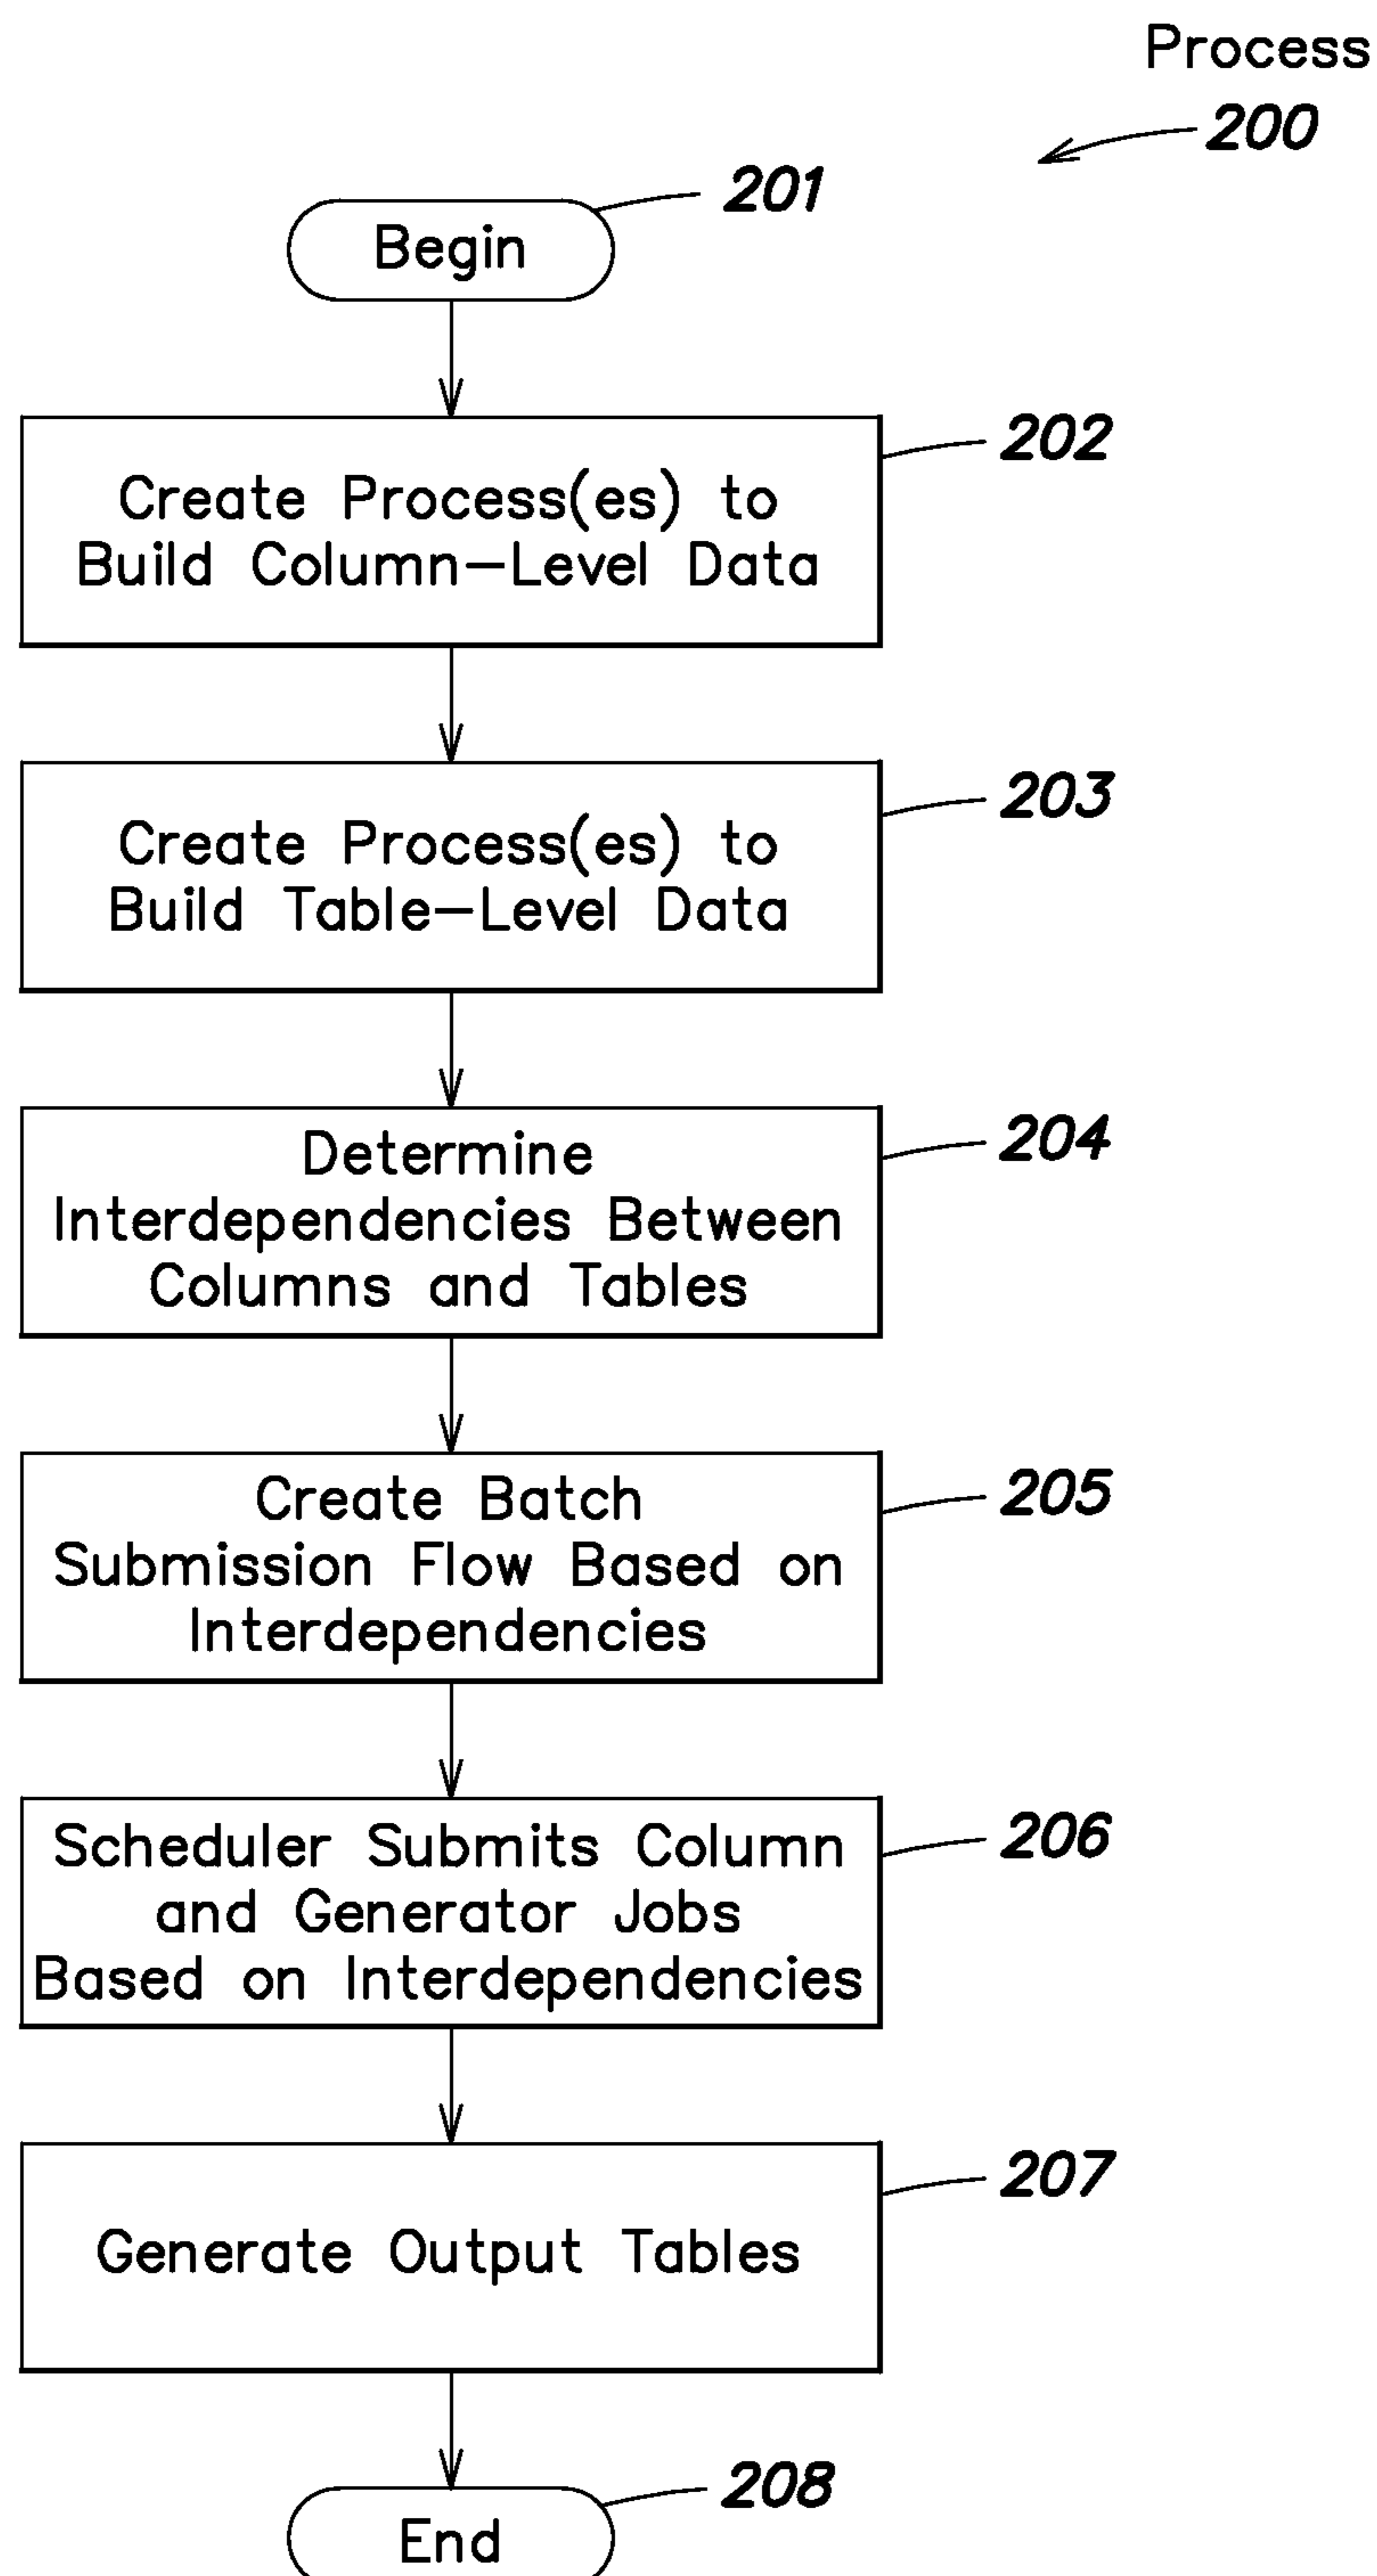 Process
200
201
Begin
202
Create Process(es) to
Build Column-Level Data
203
Create Process(es) to
Build Table-Level Data
204
Determine
Interdependencies Between
Columns and Tables
205
Create Batch
Submission Flow Based on
Interdependencies
206
Scheduler Submits Column
and Generator Jobs
Based on Interdependencies
207
Generate Output Tables
208
End